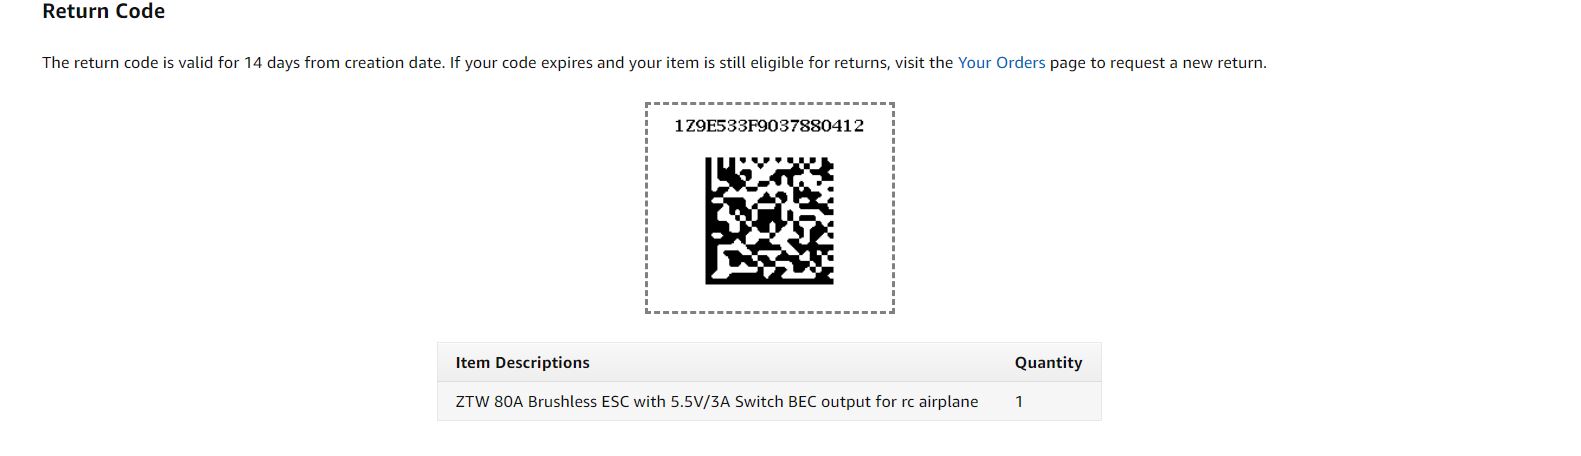 Return Code
The return code is valid for 14 days from creation date. If your code expires and your item is still eligible for returns, visit the Your Orders page to request a new return.
1Z9E533F9037880412
Item Descriptions Quantity
ZTW 80A Brushless ESC with 5.5V/3A Switch BEC output for rc airplane 1